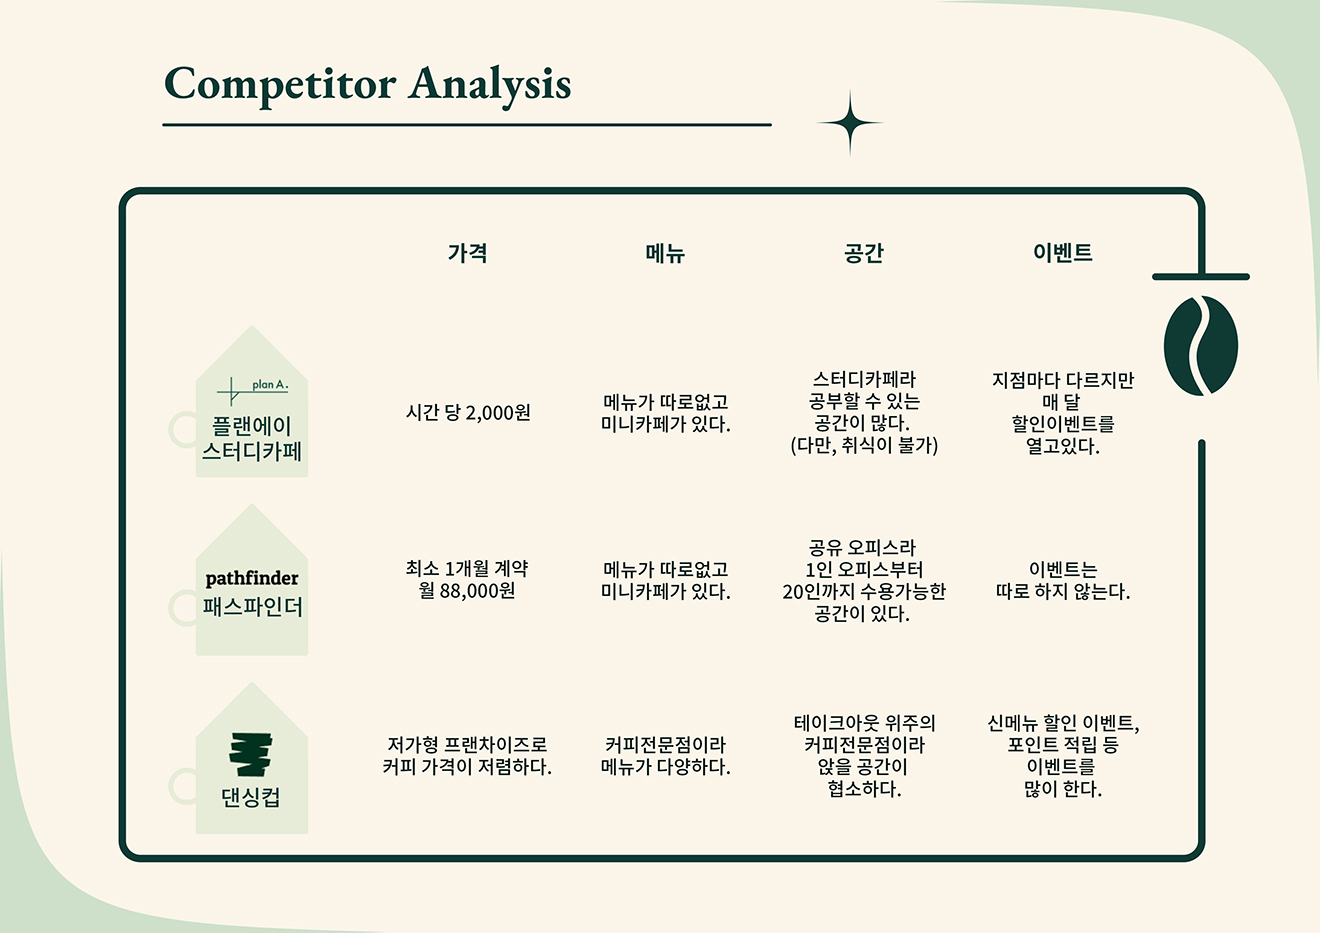 Competitor Analysis
가격
메뉴
공간
이벤트
plan A.
플랜에이
스터디카페
시간 당 2,000원
메뉴가 따로없고
미니카페가 있다.
스터디카페라
공부할 수 있는
공간이 많다.
(다만, 취식이 불가)
지점마다 다르지만
매 달
할인이벤트를
열고있다.
pathfinder
패스파인더
최소 1개월 계약
월 88,000원
메뉴가 따로없고
미니카페가 있다.
공유 오피스라
1인 오피스부터
20인까지 수용가능한
공간이 있다.
이벤트는
따로 하지 않는다.
댄싱컵
저가형 프랜차이즈로
커피 가격이 저렴하다.
커피전문점이라
메뉴가 다양하다.
테이크아웃 위주의
커피전문점이라
앉을 공간이
협소하다.
신메뉴 할인 이벤트,
포인트 적립 등
이벤트를
많이 한다.